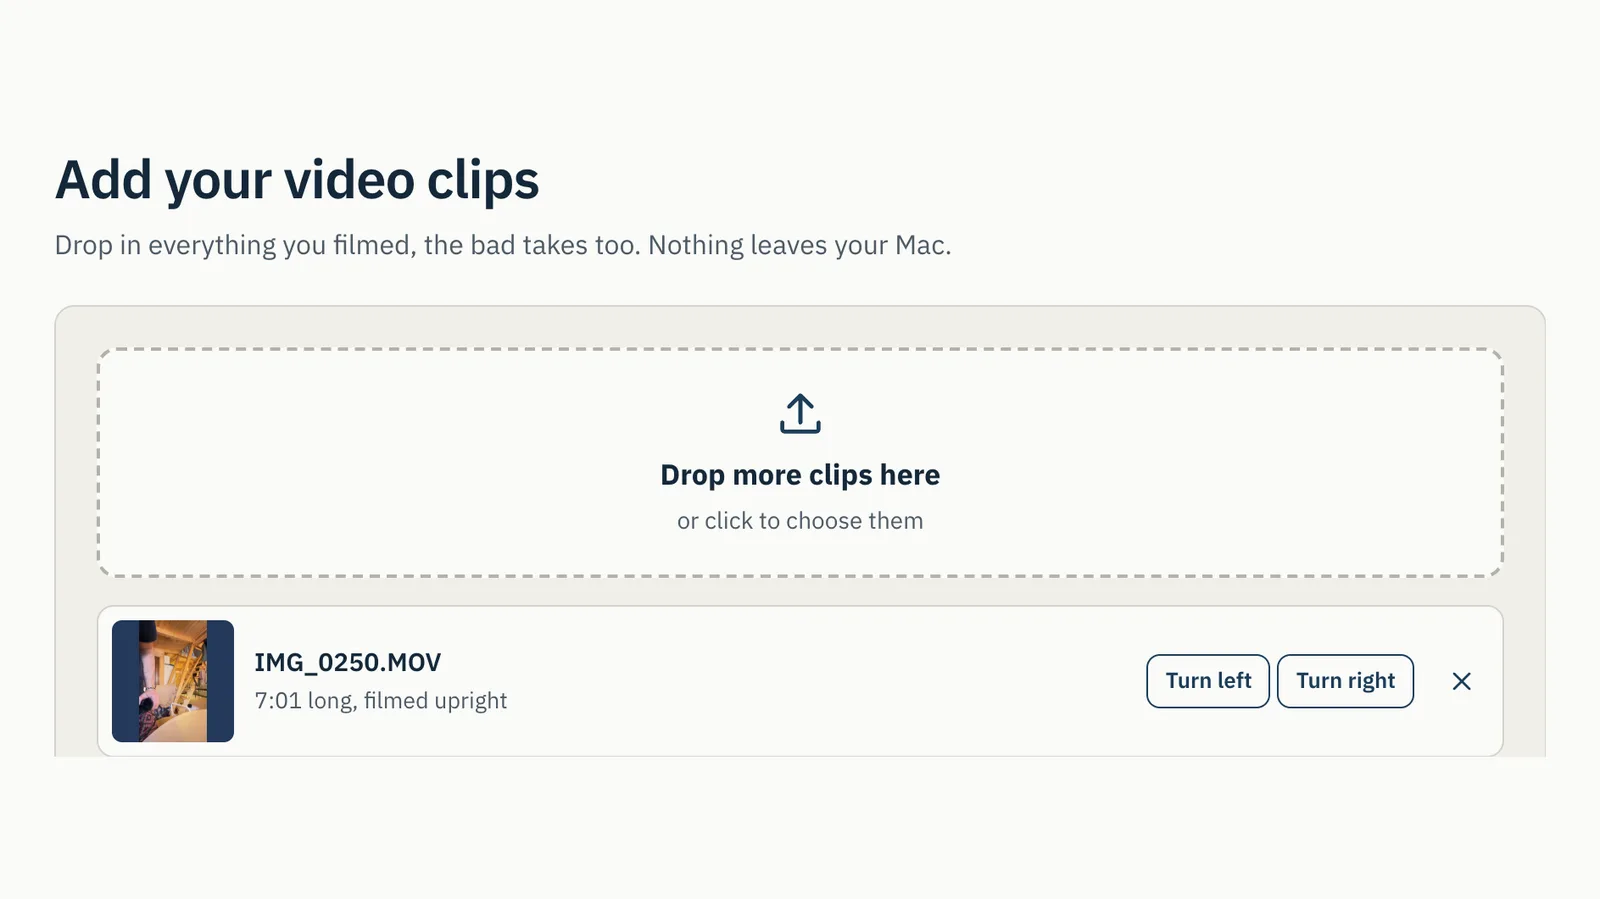 Add your video clips
Drop in everything you filmed, the bad takes too. Nothing leaves your Mac.
Drop more clips here
or click to choose them
IMG_0250.MOV
7:01 long, filmed upright
Turn left
Turn right